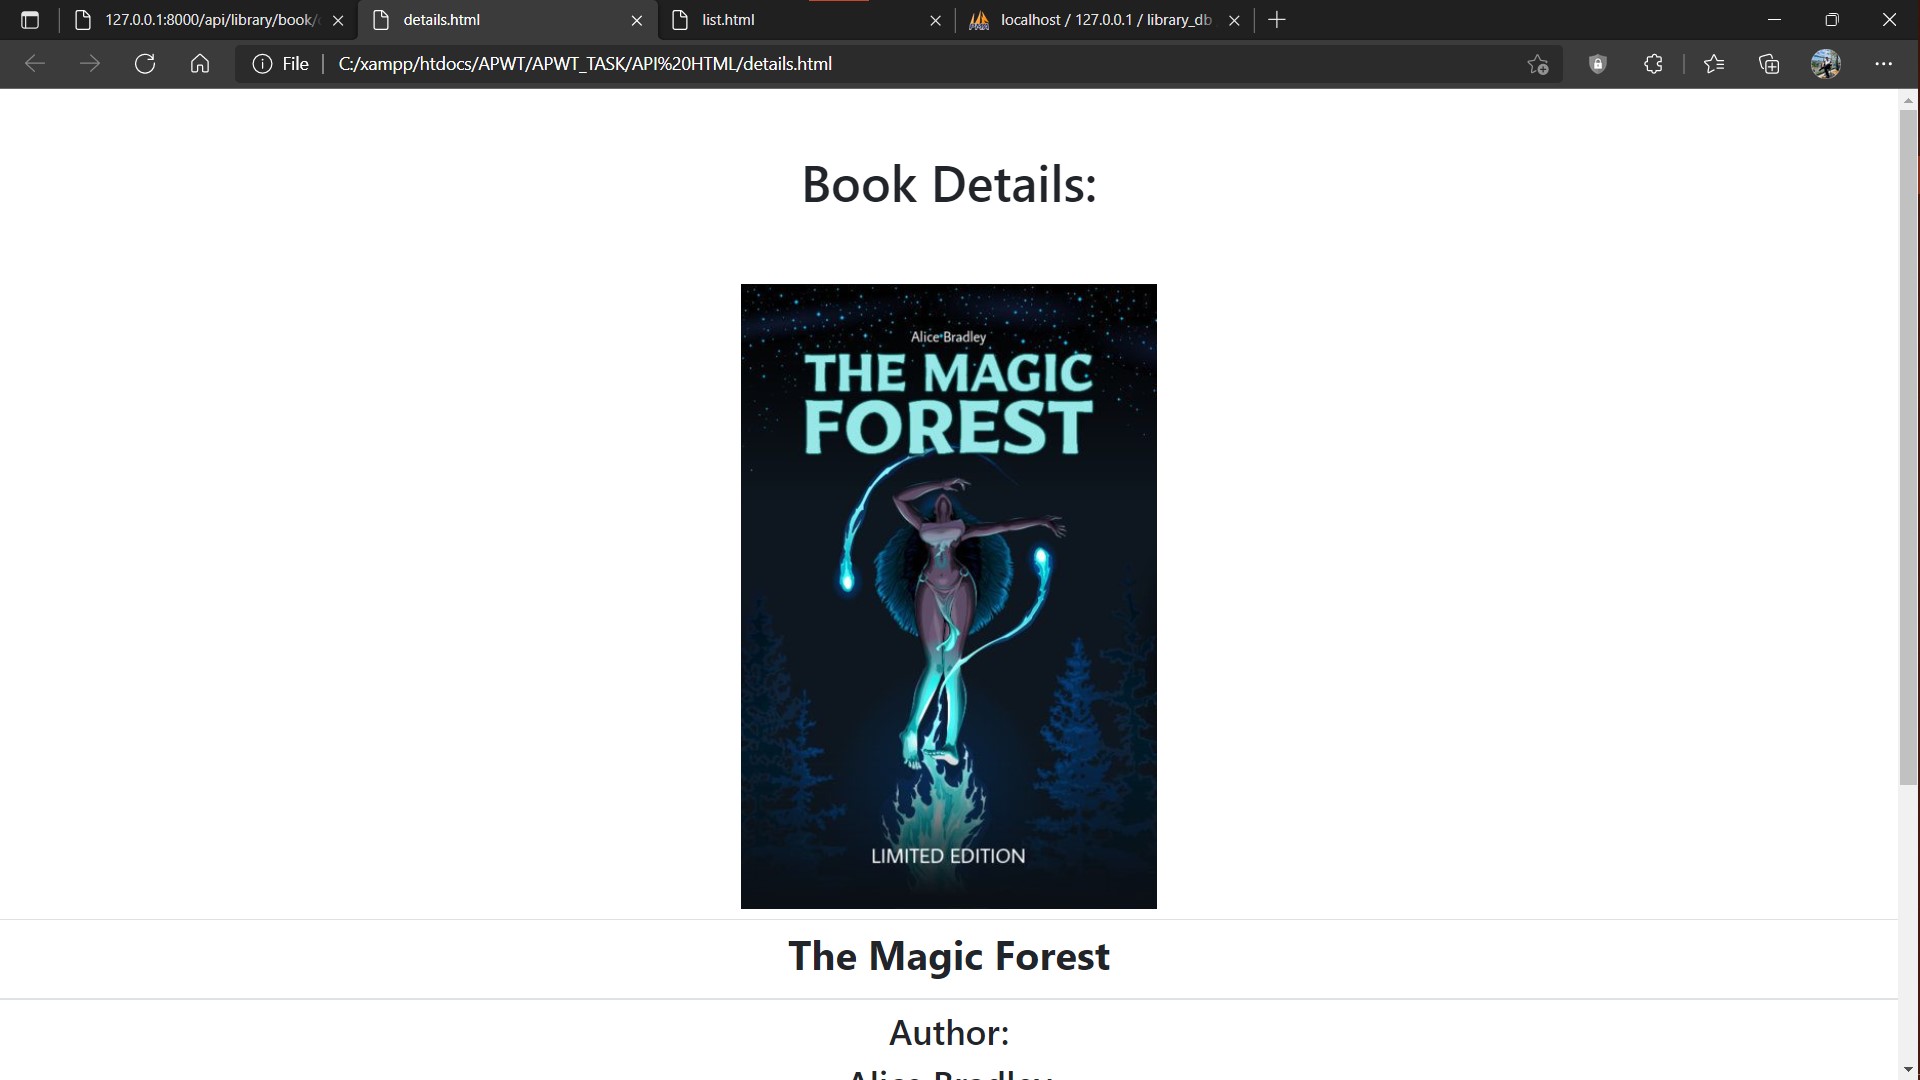 127.0.0.1:8000/api/library/book/
details.html
list.html
localhost / 127.0.0.1 / library_db
File
C:/xampp/htdocs/APWT/APWT_TASK/API%20HTML/details.html
Book Details:
Alice Bradley
THE MAGIC
FOREST
LIMITED EDITION
The Magic Forest
Author:
Alice Bradley